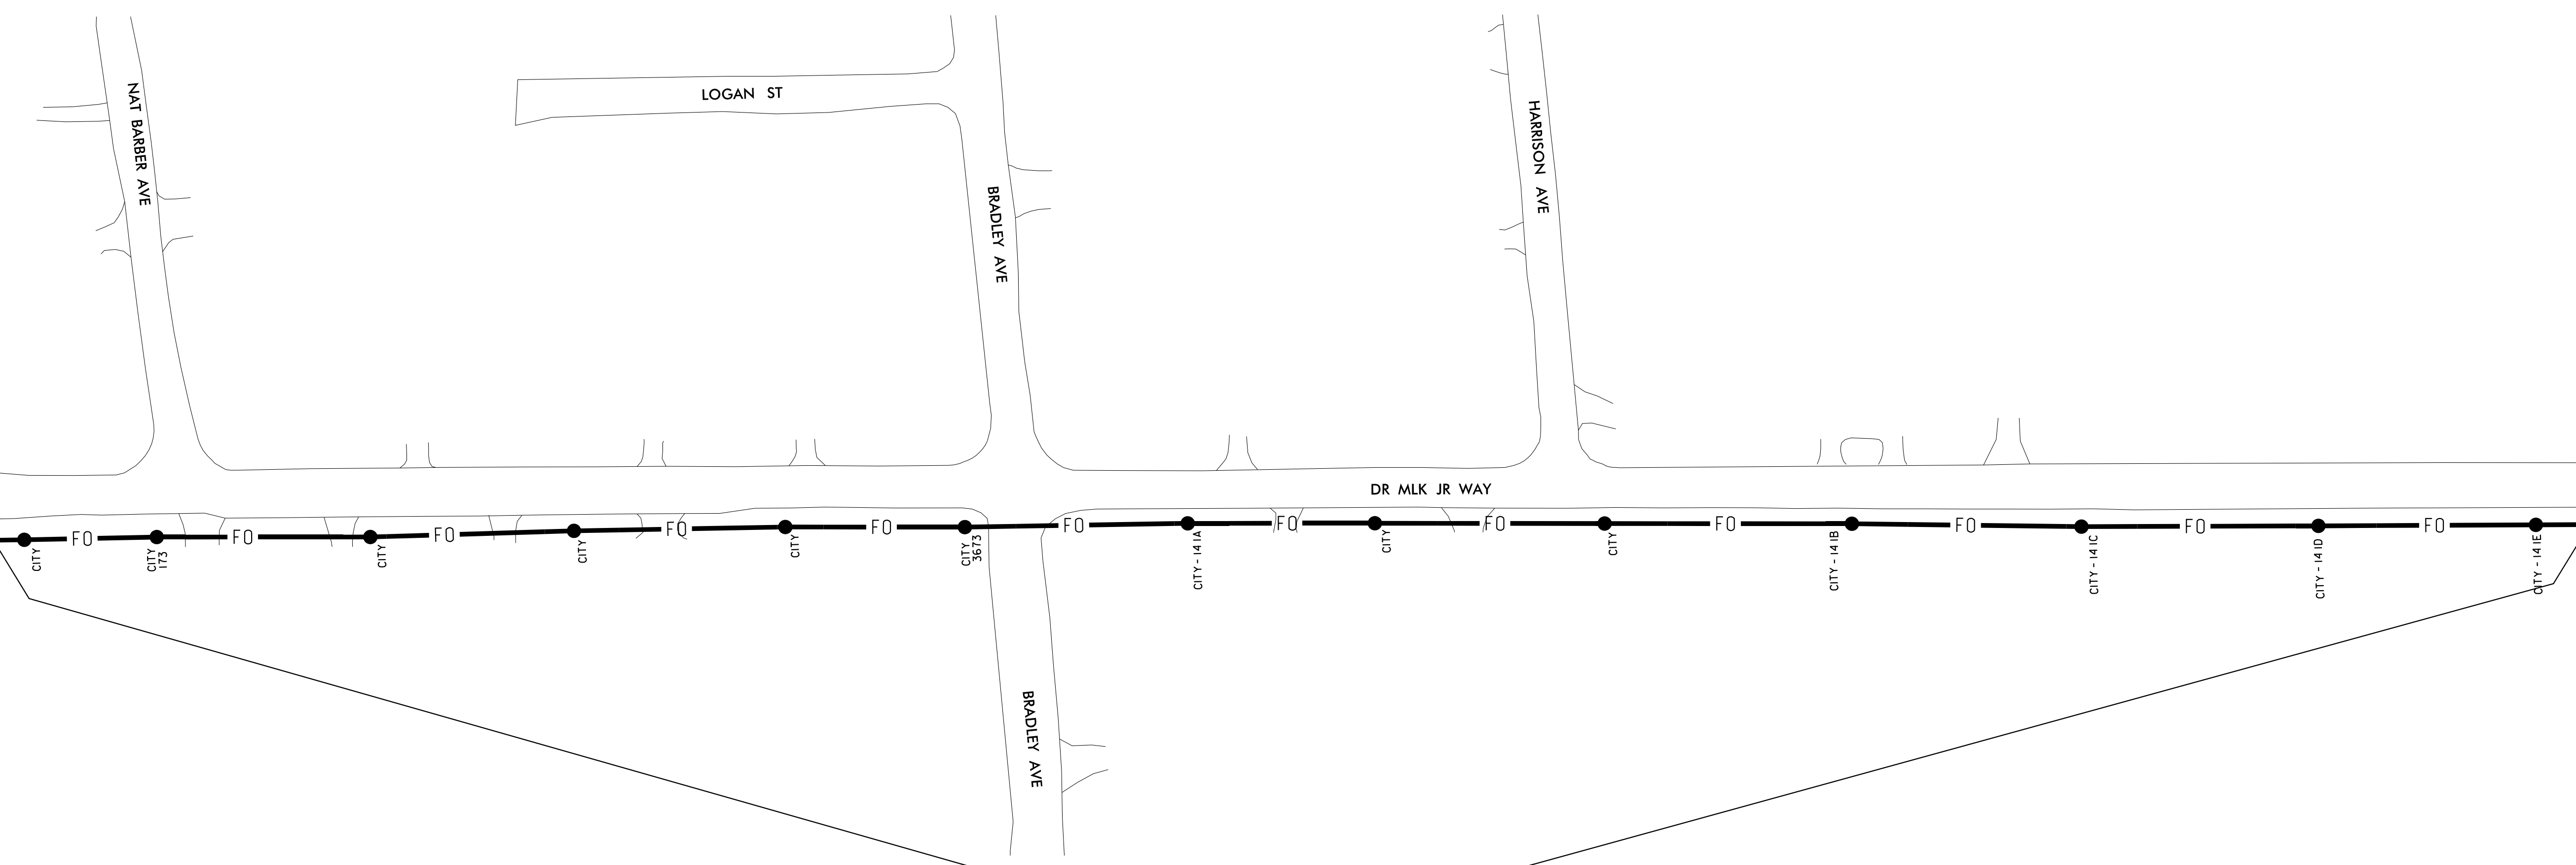 NAT BARBER AVE
LOGAN ST
BRADLEY AVE
HARRISON AVE
DR MLK JR WAY
FO
FO
FO
FO
FO
FO
FO
FO
FO
FO
FO
FO
CITY
CITY
173
CITY
CITY
CITY
CITY
3673
CITY - 141A
CITY
CITY
CITY - 141B
CITY - 141C
CITY - 141D
CITY - 141E
BRADLEY AVE